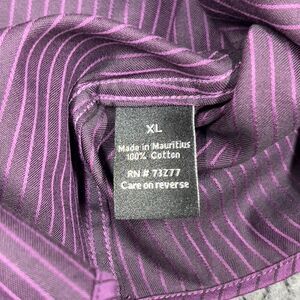 XL
Made in Mauritius
100% Cotton
RN # 73277
Care on reverse